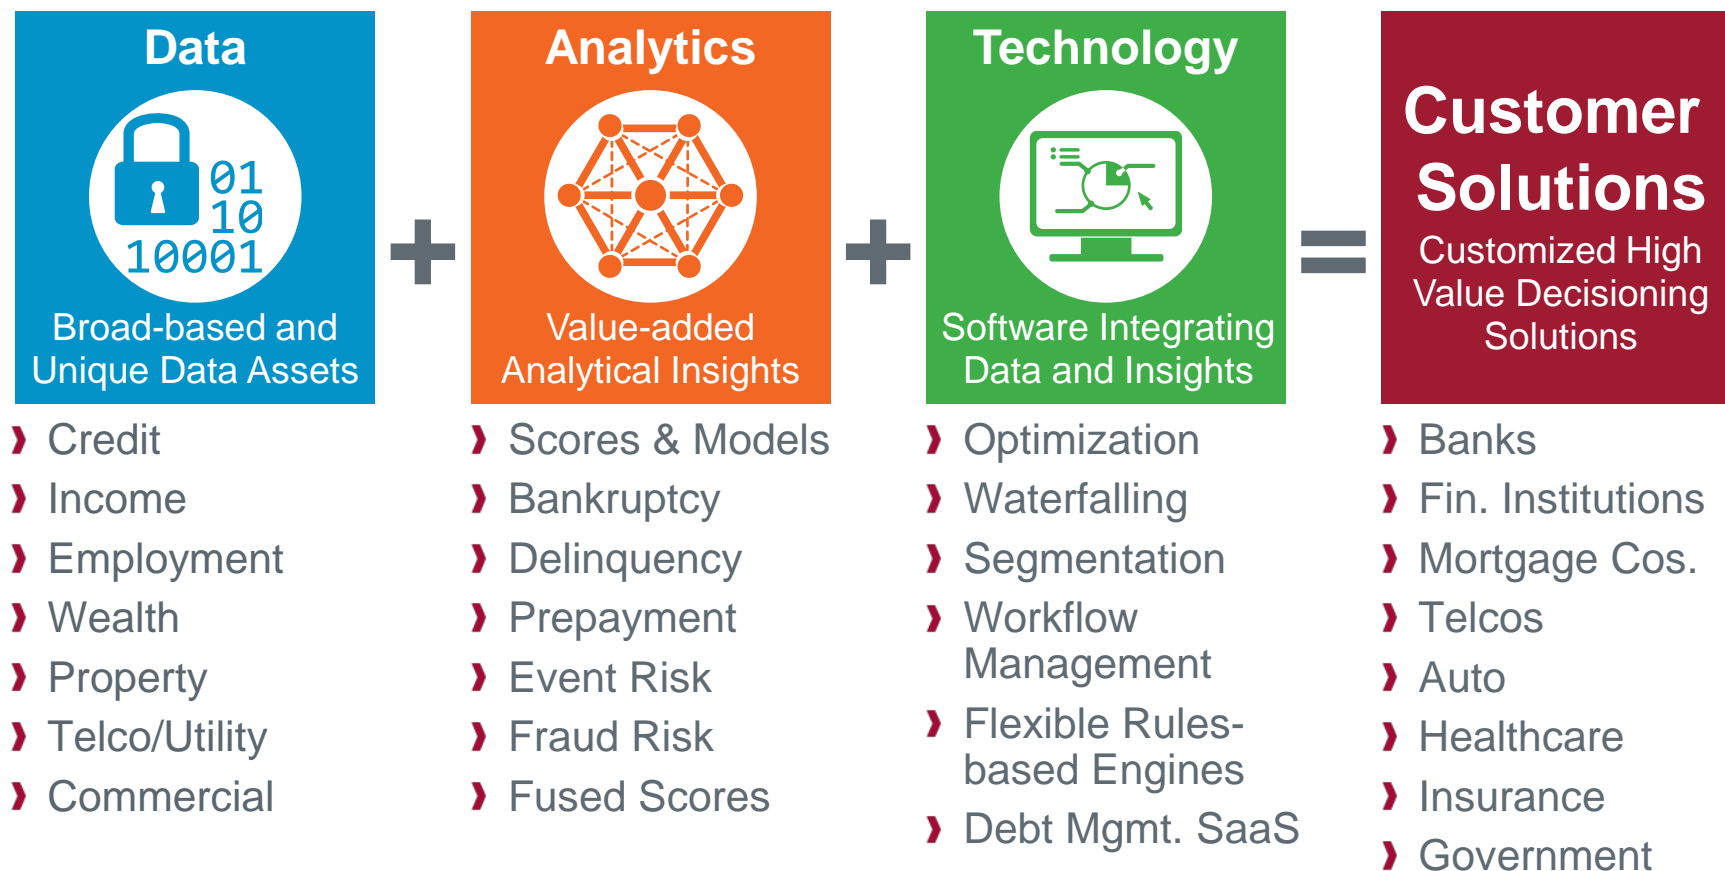 Data
01
10
10001
Broad-based and
Unique Data Assets
Credit
Income
Employment
Wealth
Property
Telco/Utility
Commercial
+
Analytics
Value-added
Analytical Insights
Scores & Models
Bankruptcy
Delinquency
Prepayment
Event Risk
Fraud Risk
Fused Scores
+
Technology
Software Integrating
Data and Insights
Optimization
Waterfalling
Segmentation
Workflow
Management
Flexible Rules-
based Engines
Debt Mgmt. SaaS
=
Customer
Solutions
Customized High
Value Decisioning
Solutions
Banks
Fin. Institutions
Mortgage Cos.
Telcos
Auto
Healthcare
Insurance
Government